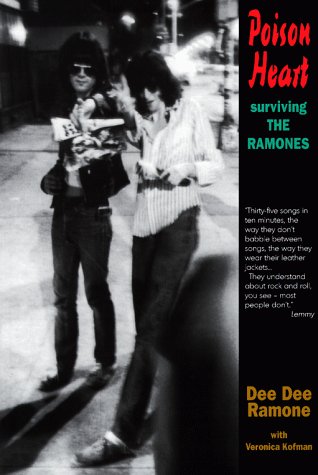 Poison
Heart
surviving
THE
RAMONES
"Thirty-five songs in
ten minutes, the
way they don't
babble between
songs, the way they
wear their leather
jackets...
They understand
about rock and roll,
you see – most
people don't."
Lemmy
Dee Dee
Ramone
with
Veronica Kofman